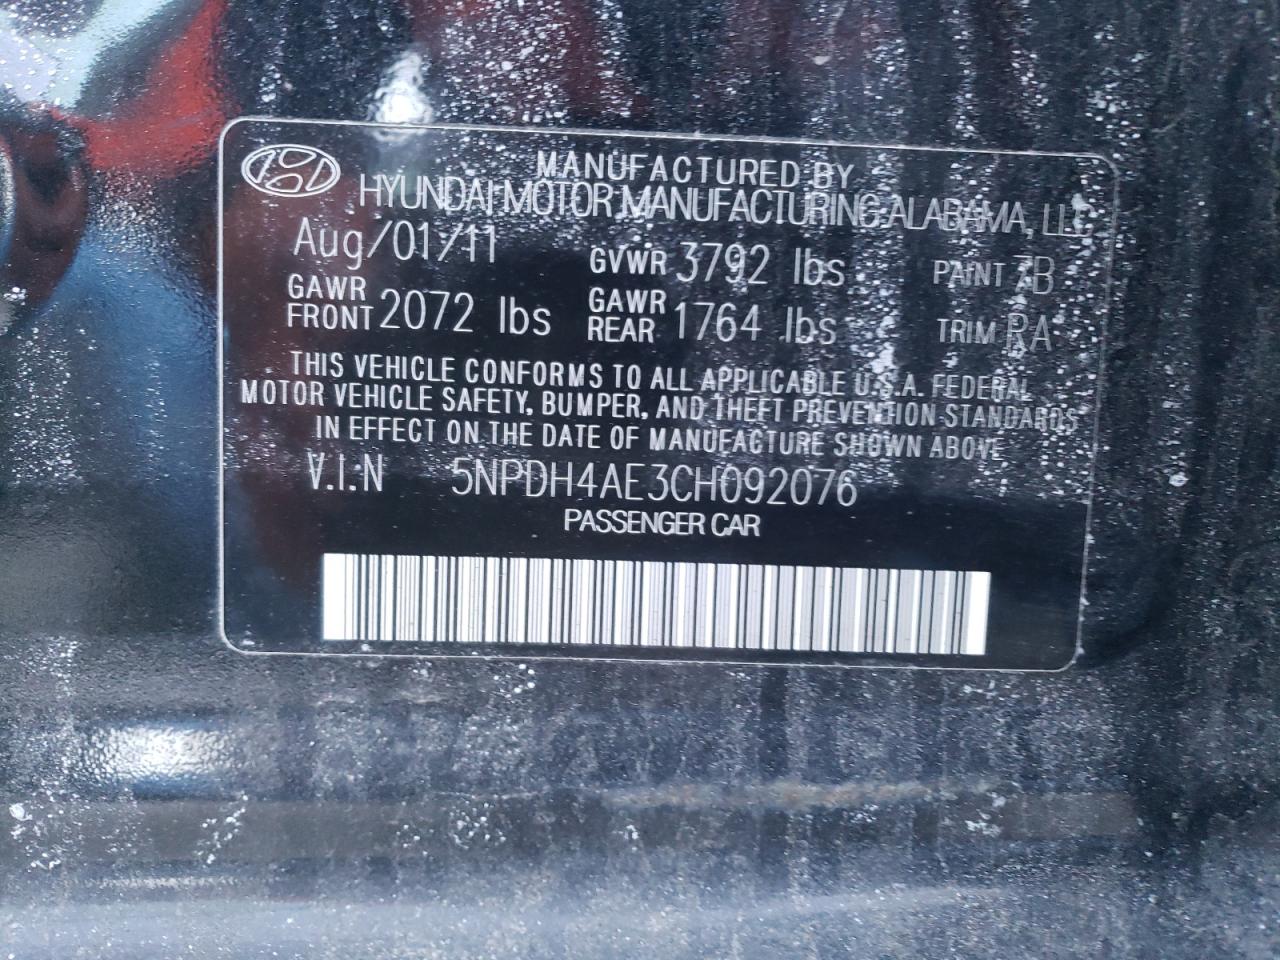 MANUFACTURED BY
HYUNDAI MOTOR MANUFACTURING ALABAMA, LLC
Aug/01/11 GVWR 3792 lbs PAINT 7B
GAWR FRONT 2072 lbs GAWR REAR 1764 lbs TRIM RA
THIS VEHICLE CONFORMS TO ALL APPLICABLE U.S.A. FEDERAL
MOTOR VEHICLE SAFETY, BUMPER, AND THEFT PREVENTION STANDARDS
IN EFFECT ON THE DATE OF MANUFACTURE SHOWN ABOVE
V.I.N 5NPDH4AE3CH092076
PASSENGER CAR